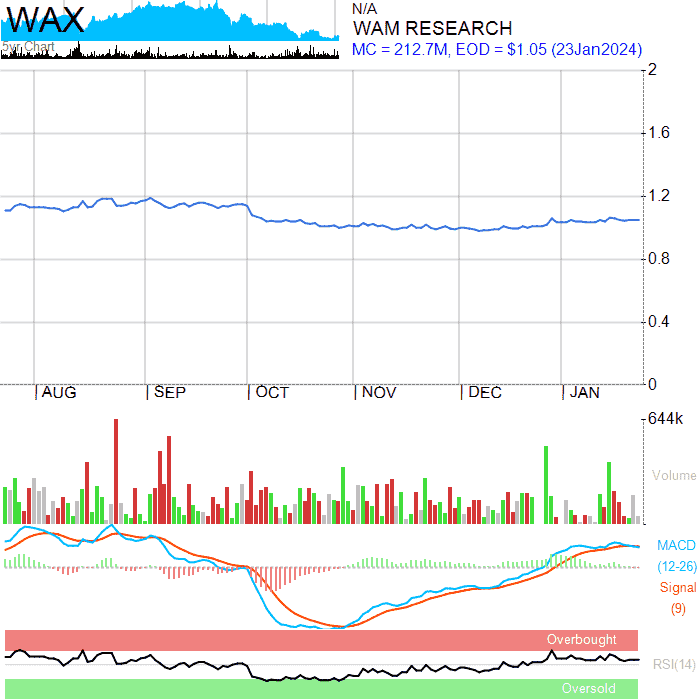 WAX
5yr Chart
N/A
WAM RESEARCH
MC = 212.7M, EOD = $1.05 (23Jan2024)
2
1.6
1.2
0.8
0.4
0
AUG
SEP
OCT
NOV
DEC
JAN
644k
Volume
MACD
(12-26)
Signal
(9)
Overbought
RSI(14)
Oversold